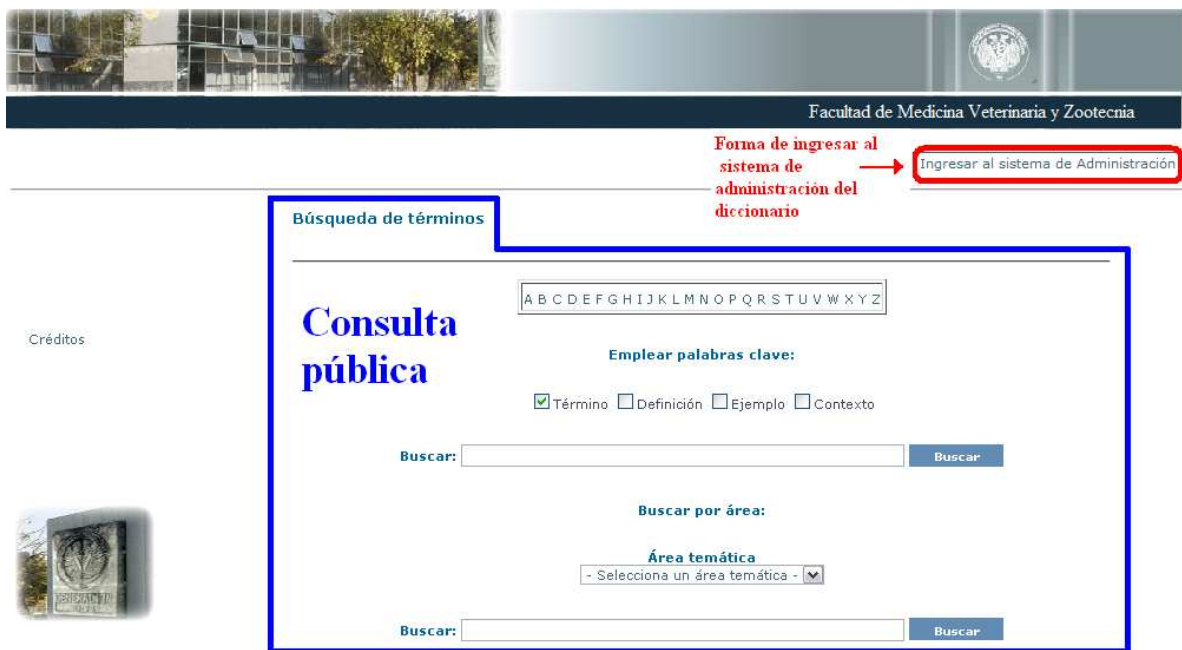 Facultad de Medicina Veterinaria y Zootecnia
Forma de ingresar al
sistema de
administración del
diccionario
Ingresar al sistema de Administración
Búsqueda de términos
A B C D E F G H I J K L M N O P Q R S T U V W X Y Z
Consulta
pública
Créditos
Emplear palabras clave:
Término Definición Ejemplo Contexto
Buscar: Buscar
Buscar por área:
Área temática
- Selecciona un área temática -
Buscar: Buscar